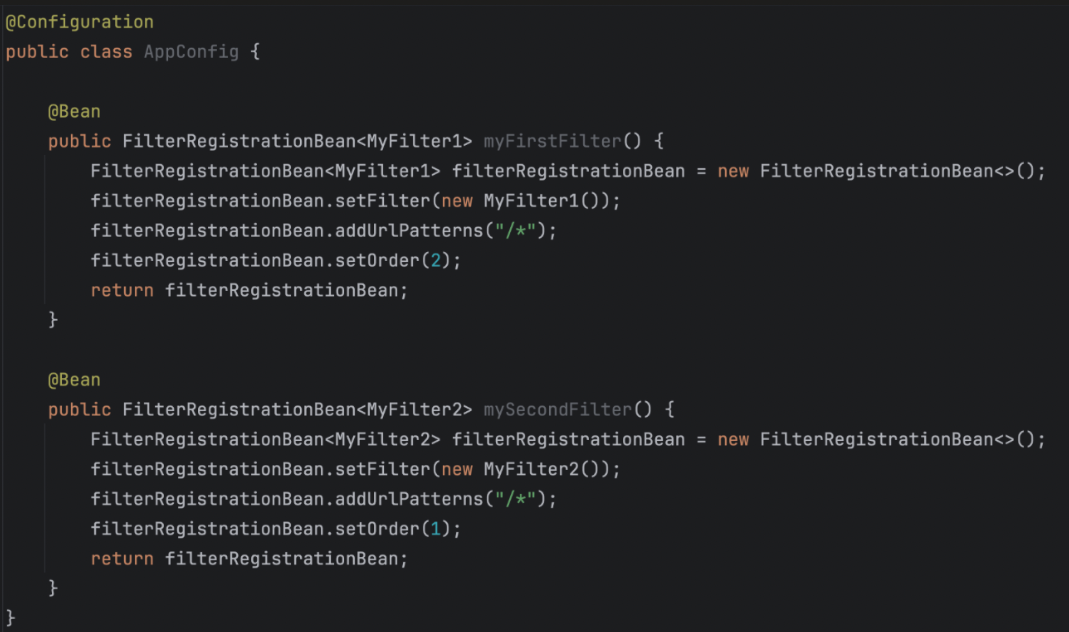 @Configuration
public class AppConfig {
@Bean
public FilterRegistrationBean<MyFilter1> myFirstFilter() {
FilterRegistrationBean<MyFilter1> filterRegistrationBean = new FilterRegistrationBean<>();
filterRegistrationBean.setFilter(new MyFilter1());
filterRegistrationBean.addUrlPatterns("/*");
filterRegistrationBean.setOrder(2);
return filterRegistrationBean;
}
@Bean
public FilterRegistrationBean<MyFilter2> mySecondFilter() {
FilterRegistrationBean<MyFilter2> filterRegistrationBean = new FilterRegistrationBean<>();
filterRegistrationBean.setFilter(new MyFilter2());
filterRegistrationBean.addUrlPatterns("/*");
filterRegistrationBean.setOrder(1);
return filterRegistrationBean;
}
}